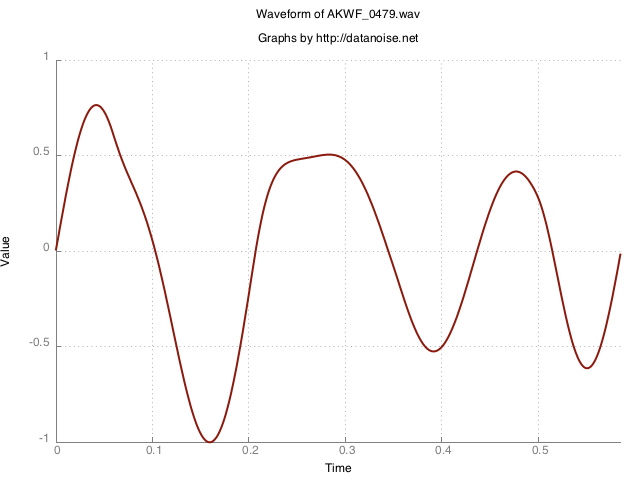 Waveform of AKWF_0479.wav
Graphs by http://datanoise.net
1
0.5
0
-0.5
-1
Value
0 0.1 0.2 0.3 0.4 0.5
Time